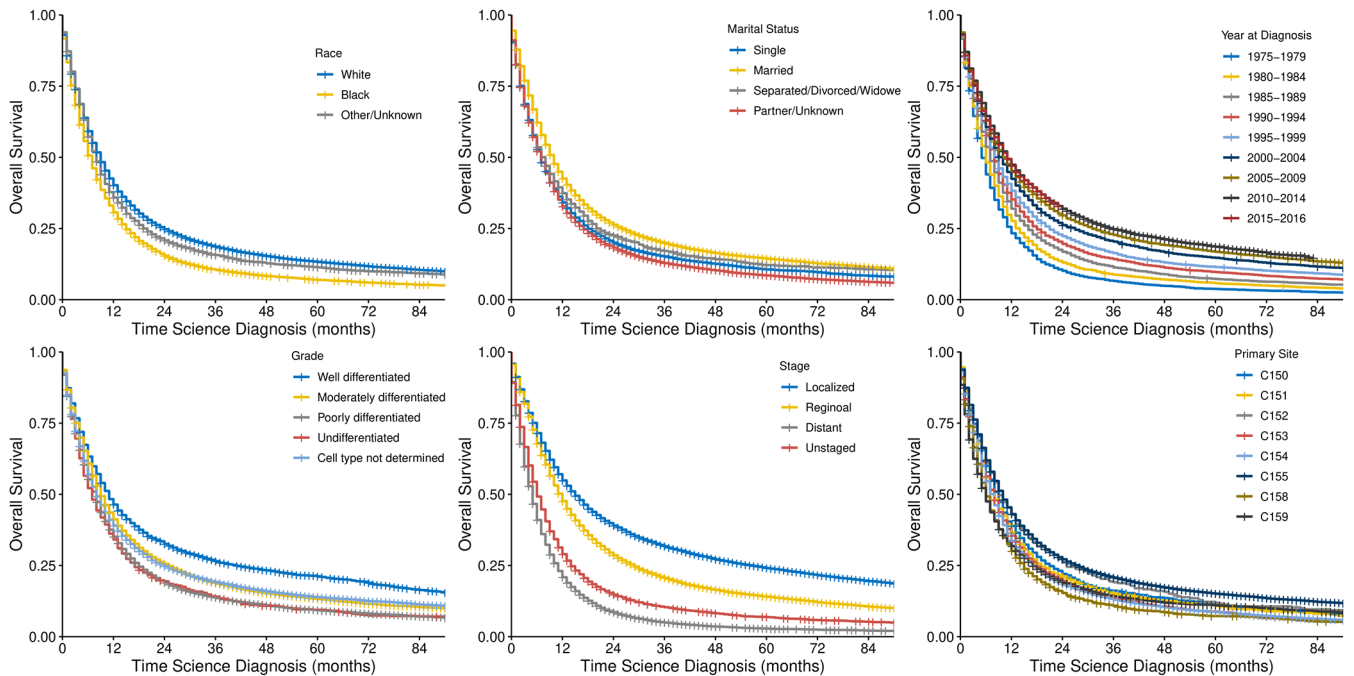 Race
White
Black
Other/Unknown
Overall Survival
1.00
0.75
0.50
0.25
0.00
0 12 24 36 48 60 72 84
Time Science Diagnosis (months)
Marital Status
Single
Married
Separated/Divorced/Widowe
Partner/Unknown
Overall Survival
1.00
0.75
0.50
0.25
0.00
0 12 24 36 48 60 72 84
Time Science Diagnosis (months)
Year at Diagnosis
1975−1979
1980−1984
1985−1989
1990−1994
1995−1999
2000−2004
2005−2009
2010−2014
2015−2016
Overall Survival
1.00
0.75
0.50
0.25
0.00
0 12 24 36 48 60 72 84
Time Science Diagnosis (months)
Grade
Well differentiated
Moderately differentiated
Poorly differentiated
Undifferentiated
Cell type not determined
Overall Survival
1.00
0.75
0.50
0.25
0.00
0 12 24 36 48 60 72 84
Time Science Diagnosis (months)
Stage
Localized
Reginoal
Distant
Unstaged
Overall Survival
1.00
0.75
0.50
0.25
0.00
0 12 24 36 48 60 72 84
Time Science Diagnosis (months)
Primary Site
C150
C151
C152
C153
C154
C155
C158
C159
Overall Survival
1.00
0.75
0.50
0.25
0.00
0 12 24 36 48 60 72 84
Time Science Diagnosis (months)